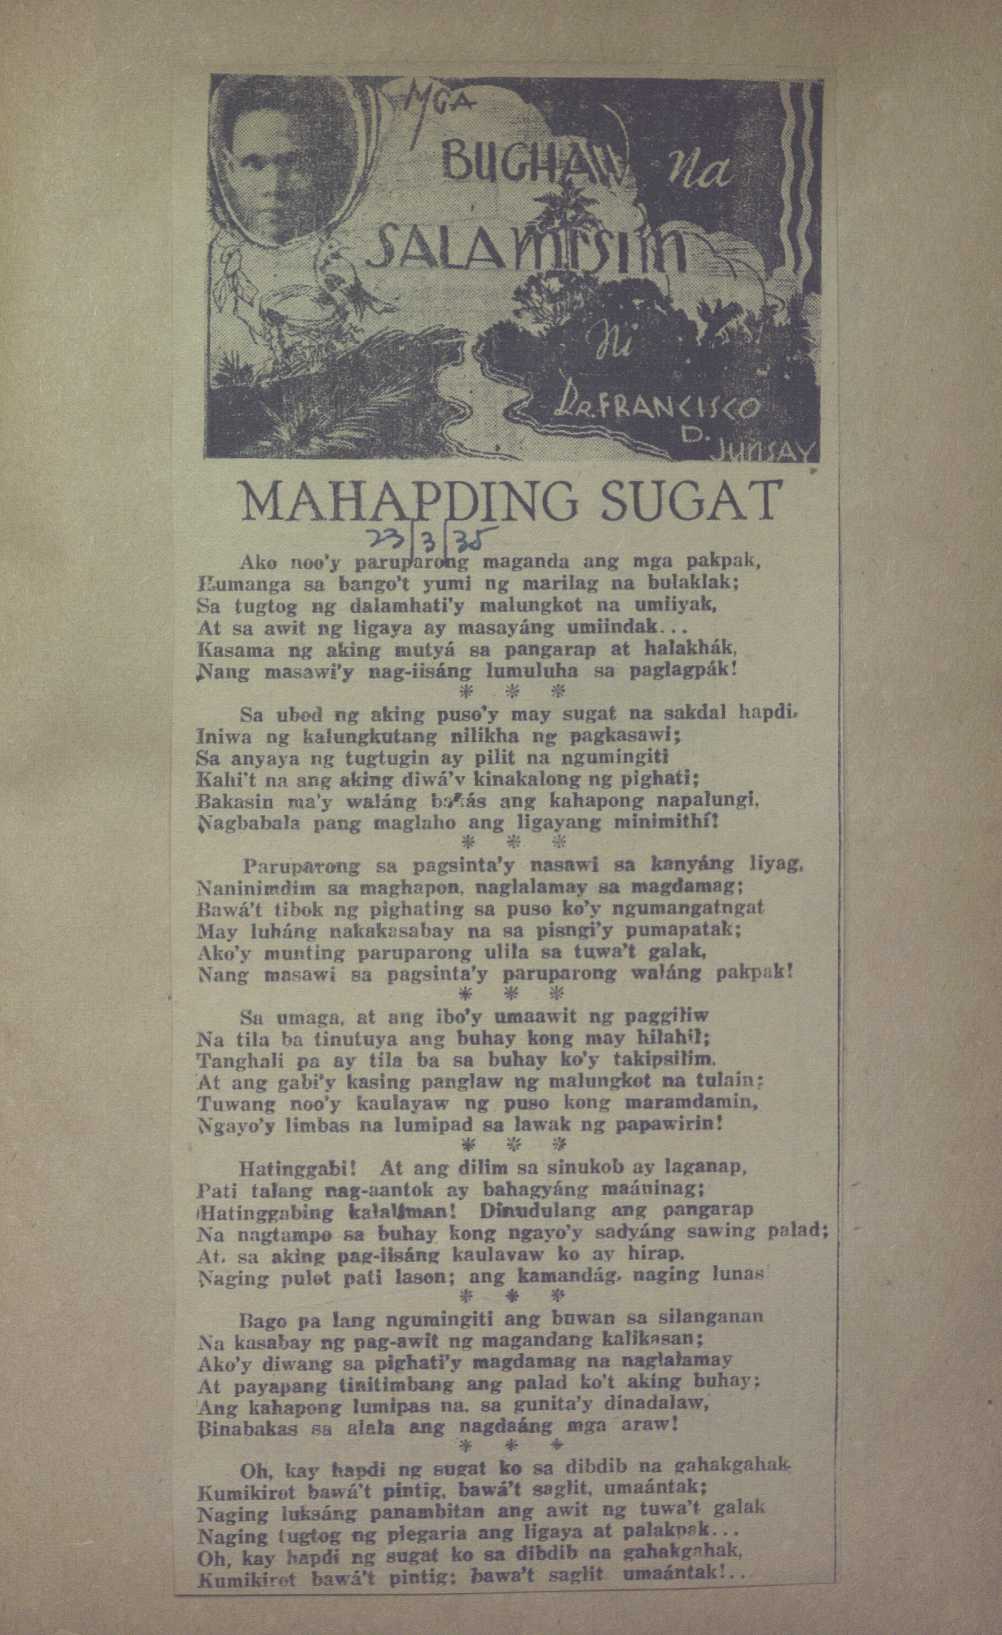 MGA
BUGHAW na
SALAMISIM
Ni
DR. FRANCISCO
D. JUNSAY
MAHAPDING SUGAT
23/3/35
Ako noo'y paruparong maganda ang mga pakpak,
Humanga sa bango't yumi ng marilag na bulaklak;
Sa tugtog ng dalamhati'y malungkot na umiiyak,
At sa awit ng ligaya ay masayáng umiindak...
Kasama ng aking mutyá sa pangarap at halakhák,
Nang masawi'y nag-iisáng lumuluha sa paglagpák!
* * *
Sa ubod ng aking puso'y may sugat na sakdal hapdi,
Iniwa ng kalungkutang nilikha ng pagkasawi;
Sa anyaya ng tugtugin ay pilit na ngumingiti
Kahi't na ang aking diwá'y kinakalong ng pighati;
Bakasin ma'y waláng bakás ang kahapong napalungi,
Nagbabala pang maglaho ang ligayang minimithí!
* * *
Paruparong sa pagsinta'y nasawi sa kanyáng liyag,
Naninimdim sa maghapon, naglalamay sa magdamag;
Bawá't tibok ng pighating sa puso ko'y ngumangatngat
May luháng nakakasabay na sa pisngi'y pumapatak;
Ako'y munting paruparong ulila sa tuwa't galak,
Nang masawi sa pagsinta'y paruparong waláng pakpak!
* * *
Sa umaga, at ang ibo'y umaawit ng paggiliw
Na tila ba tinutuya ang buhay kong may hilahil;
Tanghali pa ay tila ba sa buhay ko'y takipsilim,
At ang gabi'y kasing panglaw ng malungkot na tulain;
Tuwang noo'y kaulayaw ng puso kong maramdamin,
Ngayo'y limbas na lumipad sa lawak ng papawirin!
* * *
Hatinggabi! At ang dilim sa sinukob ay laganap,
Pati talang nag-aantok ay bahagyáng maáninag;
Hatinggabing kalaliman! Dinudulang ang pangarap
Na nagtampo sa buhay kong ngayo'y sadyáng sawing palad;
At, sa aking pag-iisáng kaulayaw ko ay hirap,
Naging pulot pati lason; ang kamandág, naging lunas
* * *
Bago pa lang ngumingiti ang buwan sa silanganan
Na kasabay ng pag-awit ng magandang kalikasan;
Ako'y diwang sa pighati'y magdamag na naglalamay
At payapang tinitimbang ang palad ko't aking buhay;
Ang kahapong lumipas na, sa gunita'y dinadalaw,
Binabakas sa alala ang nagdaáng mga araw!
* * *
Oh, kay hapdi ng sugat ko sa dibdib na gahakgahak,
Kumikirot bawá't pintig, bawá't saglit, umaántak;
Naging luksáng panambitan ang awit ng tuwa't galak
Naging tugtog ng plegaria ang ligaya at palakpak...
Oh, kay hapdi ng sugat ko sa dibdib na gahakgahak,
Kumikirot bawá't pintig; bawa't saglit umaántak!...